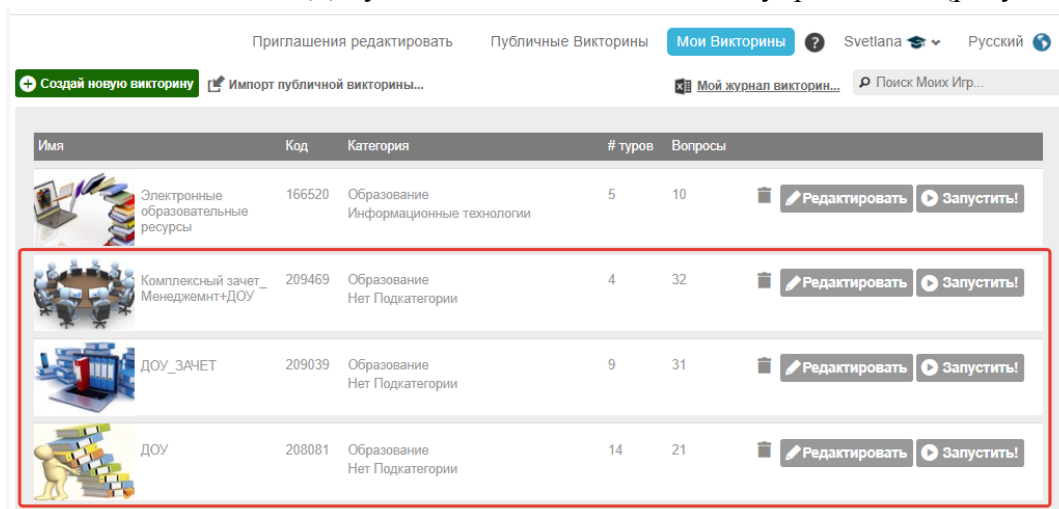 Приглашения редактировать Публичные Викторины Мои Викторины ? Svetlana Русский
Создай новую викторину Импорт публичной викторины... Мой журнал викторин... Поиск Моих Игр...
Имя Код Категория # туров Вопросы
Электронные образовательные ресурсы 166520 Образование Информационные технологии 5 10 Редактировать Запустить!
Комплексный зачет_ Менеджемнт+ДОУ 209469 Образование Нет Подкатегории 4 32 Редактировать Запустить!
ДОУ_ЗАЧЕТ 209039 Образование Нет Подкатегории 9 31 Редактировать Запустить!
ДОУ 208081 Образование Нет Подкатегории 14 21 Редактировать Запустить!